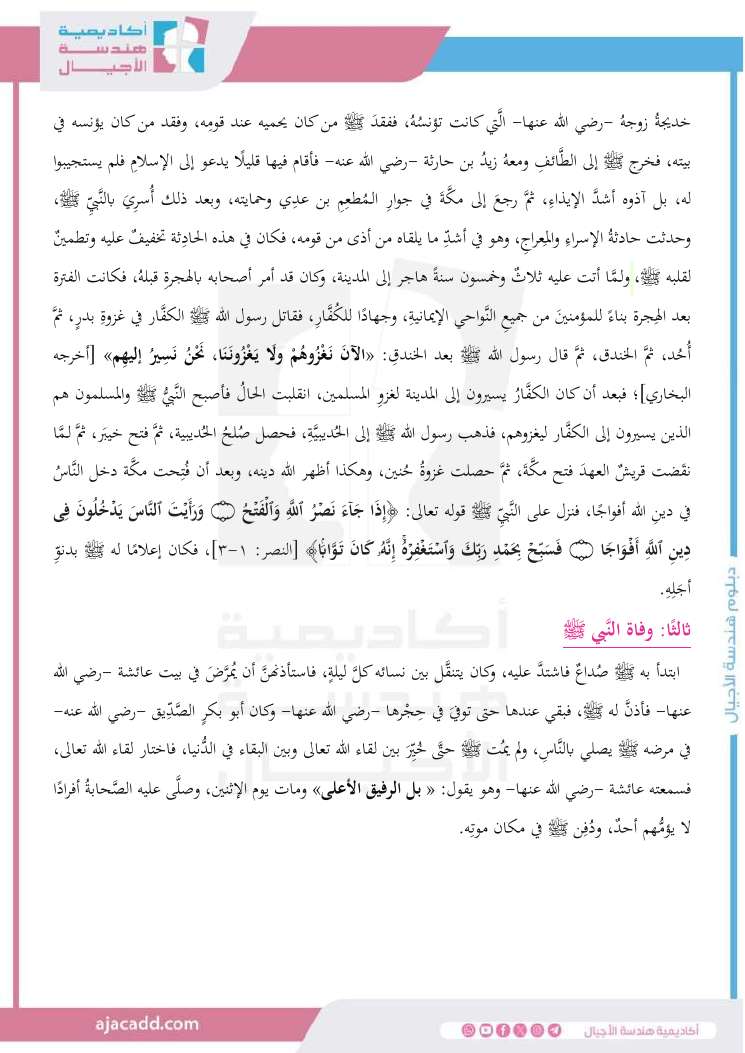 أكاديمية
هندسة
الأجيال
خديجةُ زوجهُ -رضي الله عنها- الَّتي كانت تؤنسُهُ، ففقدَ ﷺ من كان يحميه عند قومِه، وفقد من كان يؤنسه في
بيته، فخرج ﷺ إلى الطَّائفِ ومعهُ زيدُ بن حارثة -رضي الله عنه- فأقام فيها قليلًا يدعو إلى الإسلامِ فلم يستجيبوا
له، بل آذوه أشدَّ الإيذاءِ، ثمَّ رجعَ إلى مكَّةَ في جوارِ المُطعِمِ بن عدِي وحمايته، وبعد ذلك أُسرِيَ بالنَّبيِّ ﷺ،
وحدثت حادثةُ الإسراءِ والمِعراجِ، وهو في أشدِّ ما يلقاه من أذى من قومه، فكان في هذه الحادِثة تخفيفٌ عليه وتطمينٌ
لقلبه ﷺ، ولمَّا أتت عليه ثلاثٌ وخمسون سنةً هاجر إلى المدينة، وكان قد أمر أصحابه بالهجرةِ قبلهُ، فكانت الفترة
بعد الهِجرة بناءً للمؤمنين من جميعِ النَّواحي الإيمانيةِ، وجهادًا للكُفَّارِ، فقاتل رسول الله ﷺ الكفَّار في غزوةِ بدرٍ، ثمَّ
أُحُد، ثمَّ الخندق، ثمَّ قال رسول الله ﷺ بعد الخندقِ: «الآنَ نَغْزُوهُمْ ولَا يَغْزُونَنَا، نَحْنُ نَسِيرُ إليهِم» [أخرجه
البخاري]؛ فبعد أن كان الكفَّارُ يسيرون إلى المدينة لغزوِ المسلمين، انقلبت الحالُ فأصبح النَّبيُّ ﷺ والمسلمون هم
الذين يسيرون إلى الكفَّار ليغزوهم، فذهب رسول الله ﷺ إلى الحُديبيَّةِ، فحصل صُلحُ الحُديبية، ثمَّ فتح خيبَر، ثمَّ لمَّا
نقَضت قريشٌ العهدَ فتح مكَّةَ، ثمَّ حصلت غزوةُ حُنين، وهكذا أظهر الله دينه، وبعد أن فُتِحت مكَّة دخل النَّاسُ
في دينِ الله أفواجًا، فنزل على النَّبيِّ ﷺ قوله تعالى: ﴿إِذَا جَآءَ نَصْرُ ٱللَّهِ وَٱلْفَتْحُ ۝ وَرَأَيْتَ ٱلنَّاسَ يَدْخُلُونَ فِى
دِينِ ٱللَّهِ أَفْوَاجًا ۝ فَسَبِّحْ بِحَمْدِ رَبِّكَ وَٱسْتَغْفِرْهُ ۚ إِنَّهُۥ كَانَ تَوَّابًۢا﴾ [النصر: ١-٣]، فكان إعلامًا له ﷺ بدنوِّ
أجَلِهِ.
ثالثًا: وفاة النَّبي ﷺ
ابتدأ به ﷺ صُداعٌ فاشتدَّ عليه، وكان يتنقَّل بين نسائه كلَّ ليلةٍ، فاستأذنهنَّ أن يُمرَّضَ في بيت عائشة -رضي الله
عنها- فأذنَّ له ﷺ، فبقي عندها حتى توفيَ في حِجْرها -رضي الله عنها- وكان أبو بكرٍ الصَّدِّيق -رضي الله عنه-
في مرضه ﷺ يصلي بالنَّاسِ، ولم يمُت ﷺ حتَّى خُيِّرَ بين لقاء الله تعالى وبين البقاء في الدُّنيا، فاختار لقاء الله تعالى،
فسمعته عائشة -رضي الله عنها- وهو يقول: « بل الرفيق الأعلى» ومات يوم الإثنين، وصلَّى عليه الصَّحابةُ أفرادًا
لا يؤمُّهم أحدٌ، ودُفِن ﷺ في مكان موتِه.
دبلوم هندسة الأجيال
أكاديمية
هندسة
الأجيال
أكاديمية هندسة الأجيال
ajacadd.com